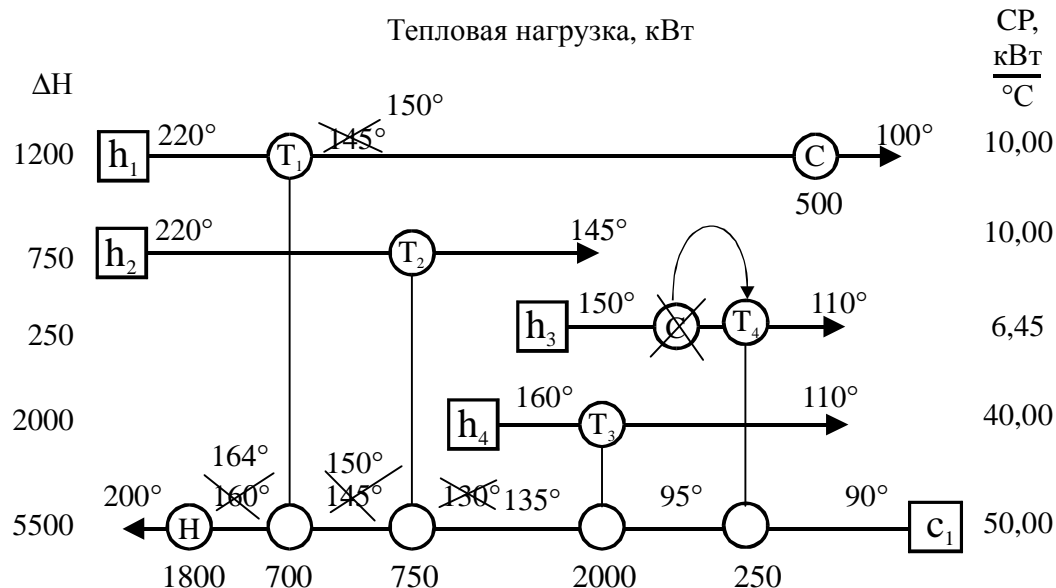 Тепловая нагрузка, кВт
CP,
кВт
°C
ΔH
150°
220° 145° 100°
1200 h₁ T₁ C 10,00
500
220° 145° 10,00
750 h₂ T₂
150° 110°
250 h₃ C T₄ 6,45
160° 110°
2000 h₄ T₃ 40,00
164° 150°
200° 160° 145° 130° 135° 95° 90°
5500 H c₁ 50,00
1800 700 750 2000 250